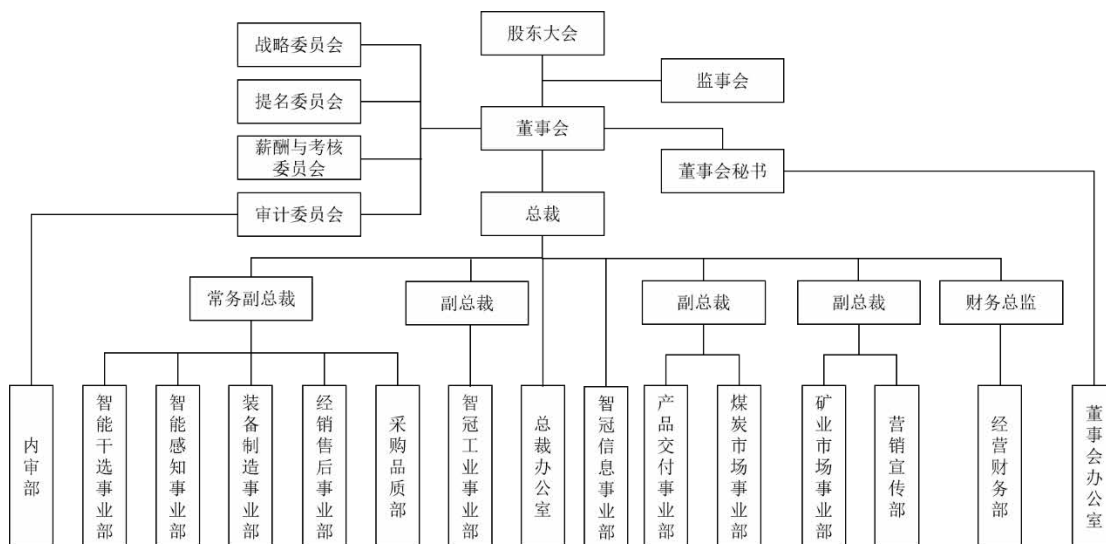 股东大会
战略委员会
监事会
提名委员会
董事会
薪酬与考核
委员会
董事会秘书
审计委员会
总裁
常务副总裁
副总裁
副总裁
副总裁
财务总监
内审部
智能干选事业部
智能感知事业部
装备制造事业部
经销售后事业部
采购品质部
智冠工业事业部
总裁办公室
智冠信息事业部
产品交付事业部
煤炭市场事业部
矿业市场事业部
营销宣传部
经营财务部
董事会办公室